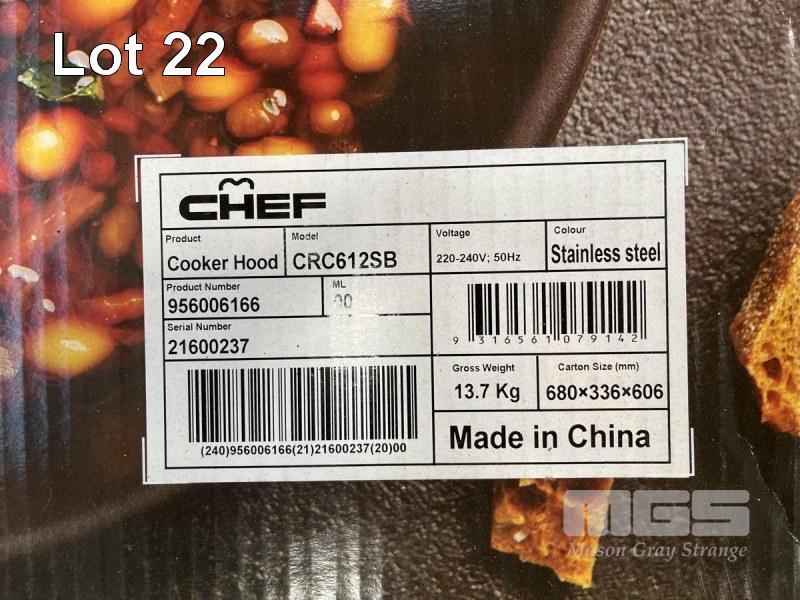 Lot 22
CHEF
Product
Cooker Hood
Model
CRC612SB
Voltage
220-240V; 50Hz
Colour
Stainless steel
Product Number
956006166
ML
00
Serial Number
21600237
9 316561 079142
(240)956006166(21)21600237(20)00
Gross Weight
13.7 Kg
Carton Size (mm)
680×336×606
Made in China
MGS
Mason Gray Strange